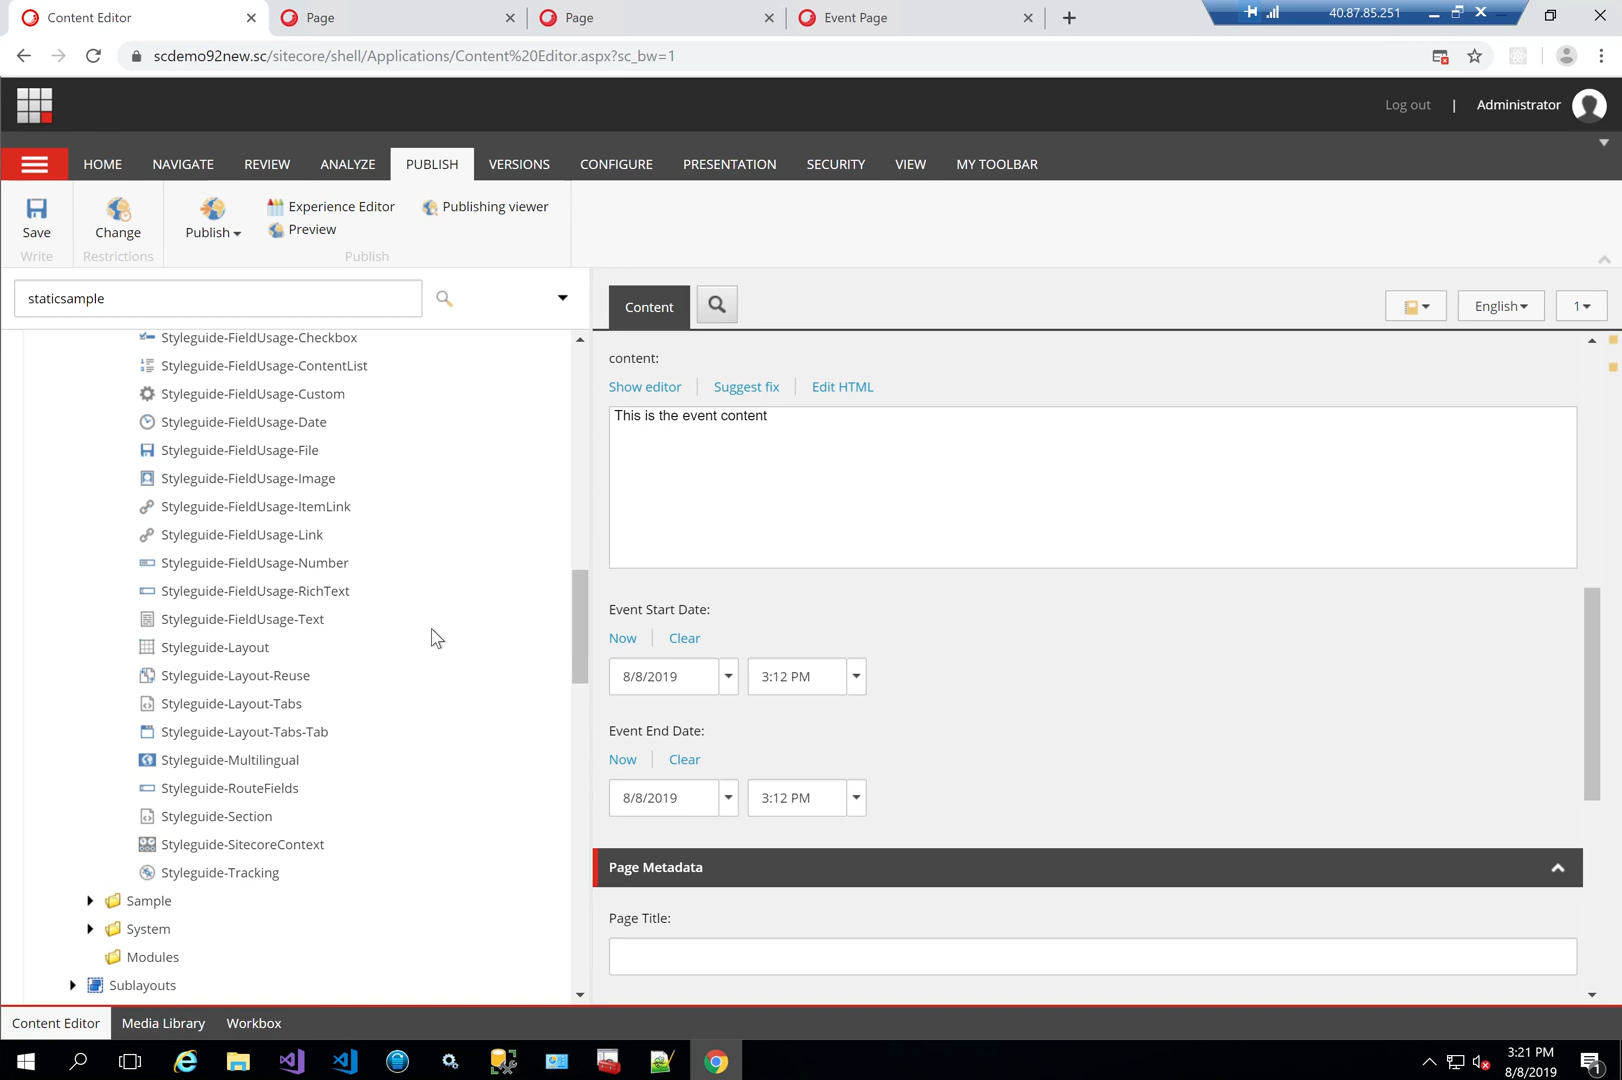 Content Editor
Page
Page
Event Page
40.87.85.251
scdemo92new.sc/sitecore/shell/Applications/Content%20Editor.aspx?sc_bw=1
Log out | Administrator
HOME NAVIGATE REVIEW ANALYZE PUBLISH VERSIONS CONFIGURE PRESENTATION SECURITY VIEW MY TOOLBAR
Save
Write
Change
Restrictions
Publish
Experience Editor
Preview
Publishing viewer
Publish
staticsample
Styleguide-FieldUsage-Checkbox
Styleguide-FieldUsage-ContentList
Styleguide-FieldUsage-Custom
Styleguide-FieldUsage-Date
Styleguide-FieldUsage-File
Styleguide-FieldUsage-Image
Styleguide-FieldUsage-ItemLink
Styleguide-FieldUsage-Link
Styleguide-FieldUsage-Number
Styleguide-FieldUsage-RichText
Styleguide-FieldUsage-Text
Styleguide-Layout
Styleguide-Layout-Reuse
Styleguide-Layout-Tabs
Styleguide-Layout-Tabs-Tab
Styleguide-Multilingual
Styleguide-RouteFields
Styleguide-Section
Styleguide-SitecoreContext
Styleguide-Tracking
Sample
System
Modules
Sublayouts
Content
English
1
content:
Show editor Suggest fix Edit HTML
This is the event content
Event Start Date:
Now Clear
8/8/2019 3:12 PM
Event End Date:
Now Clear
8/8/2019 3:12 PM
Page Metadata
Page Title:
Content Editor Media Library Workbox
3:21 PM
8/8/2019
1